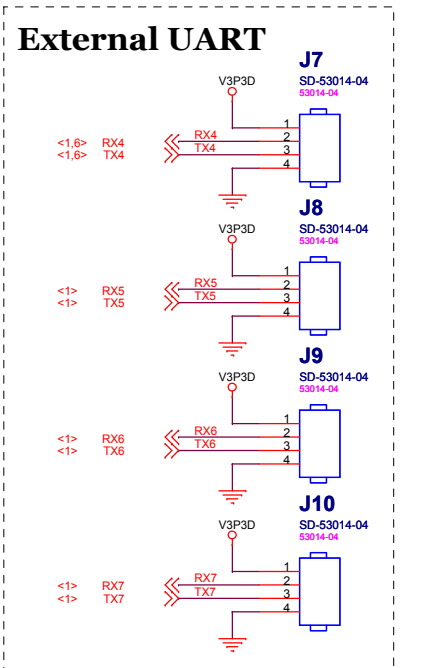 External UART
J7
V3P3D
SD-53014-04
53014-04
1
<1,6> RX4 RX4 2
<1,6> TX4 TX4 3
4
J8
V3P3D
SD-53014-04
53014-04
1
<1> RX5 RX5 2
<1> TX5 TX5 3
4
J9
V3P3D
SD-53014-04
53014-04
1
<1> RX6 RX6 2
<1> TX6 TX6 3
4
J10
V3P3D
SD-53014-04
53014-04
1
<1> RX7 RX7 2
<1> TX7 TX7 3
4